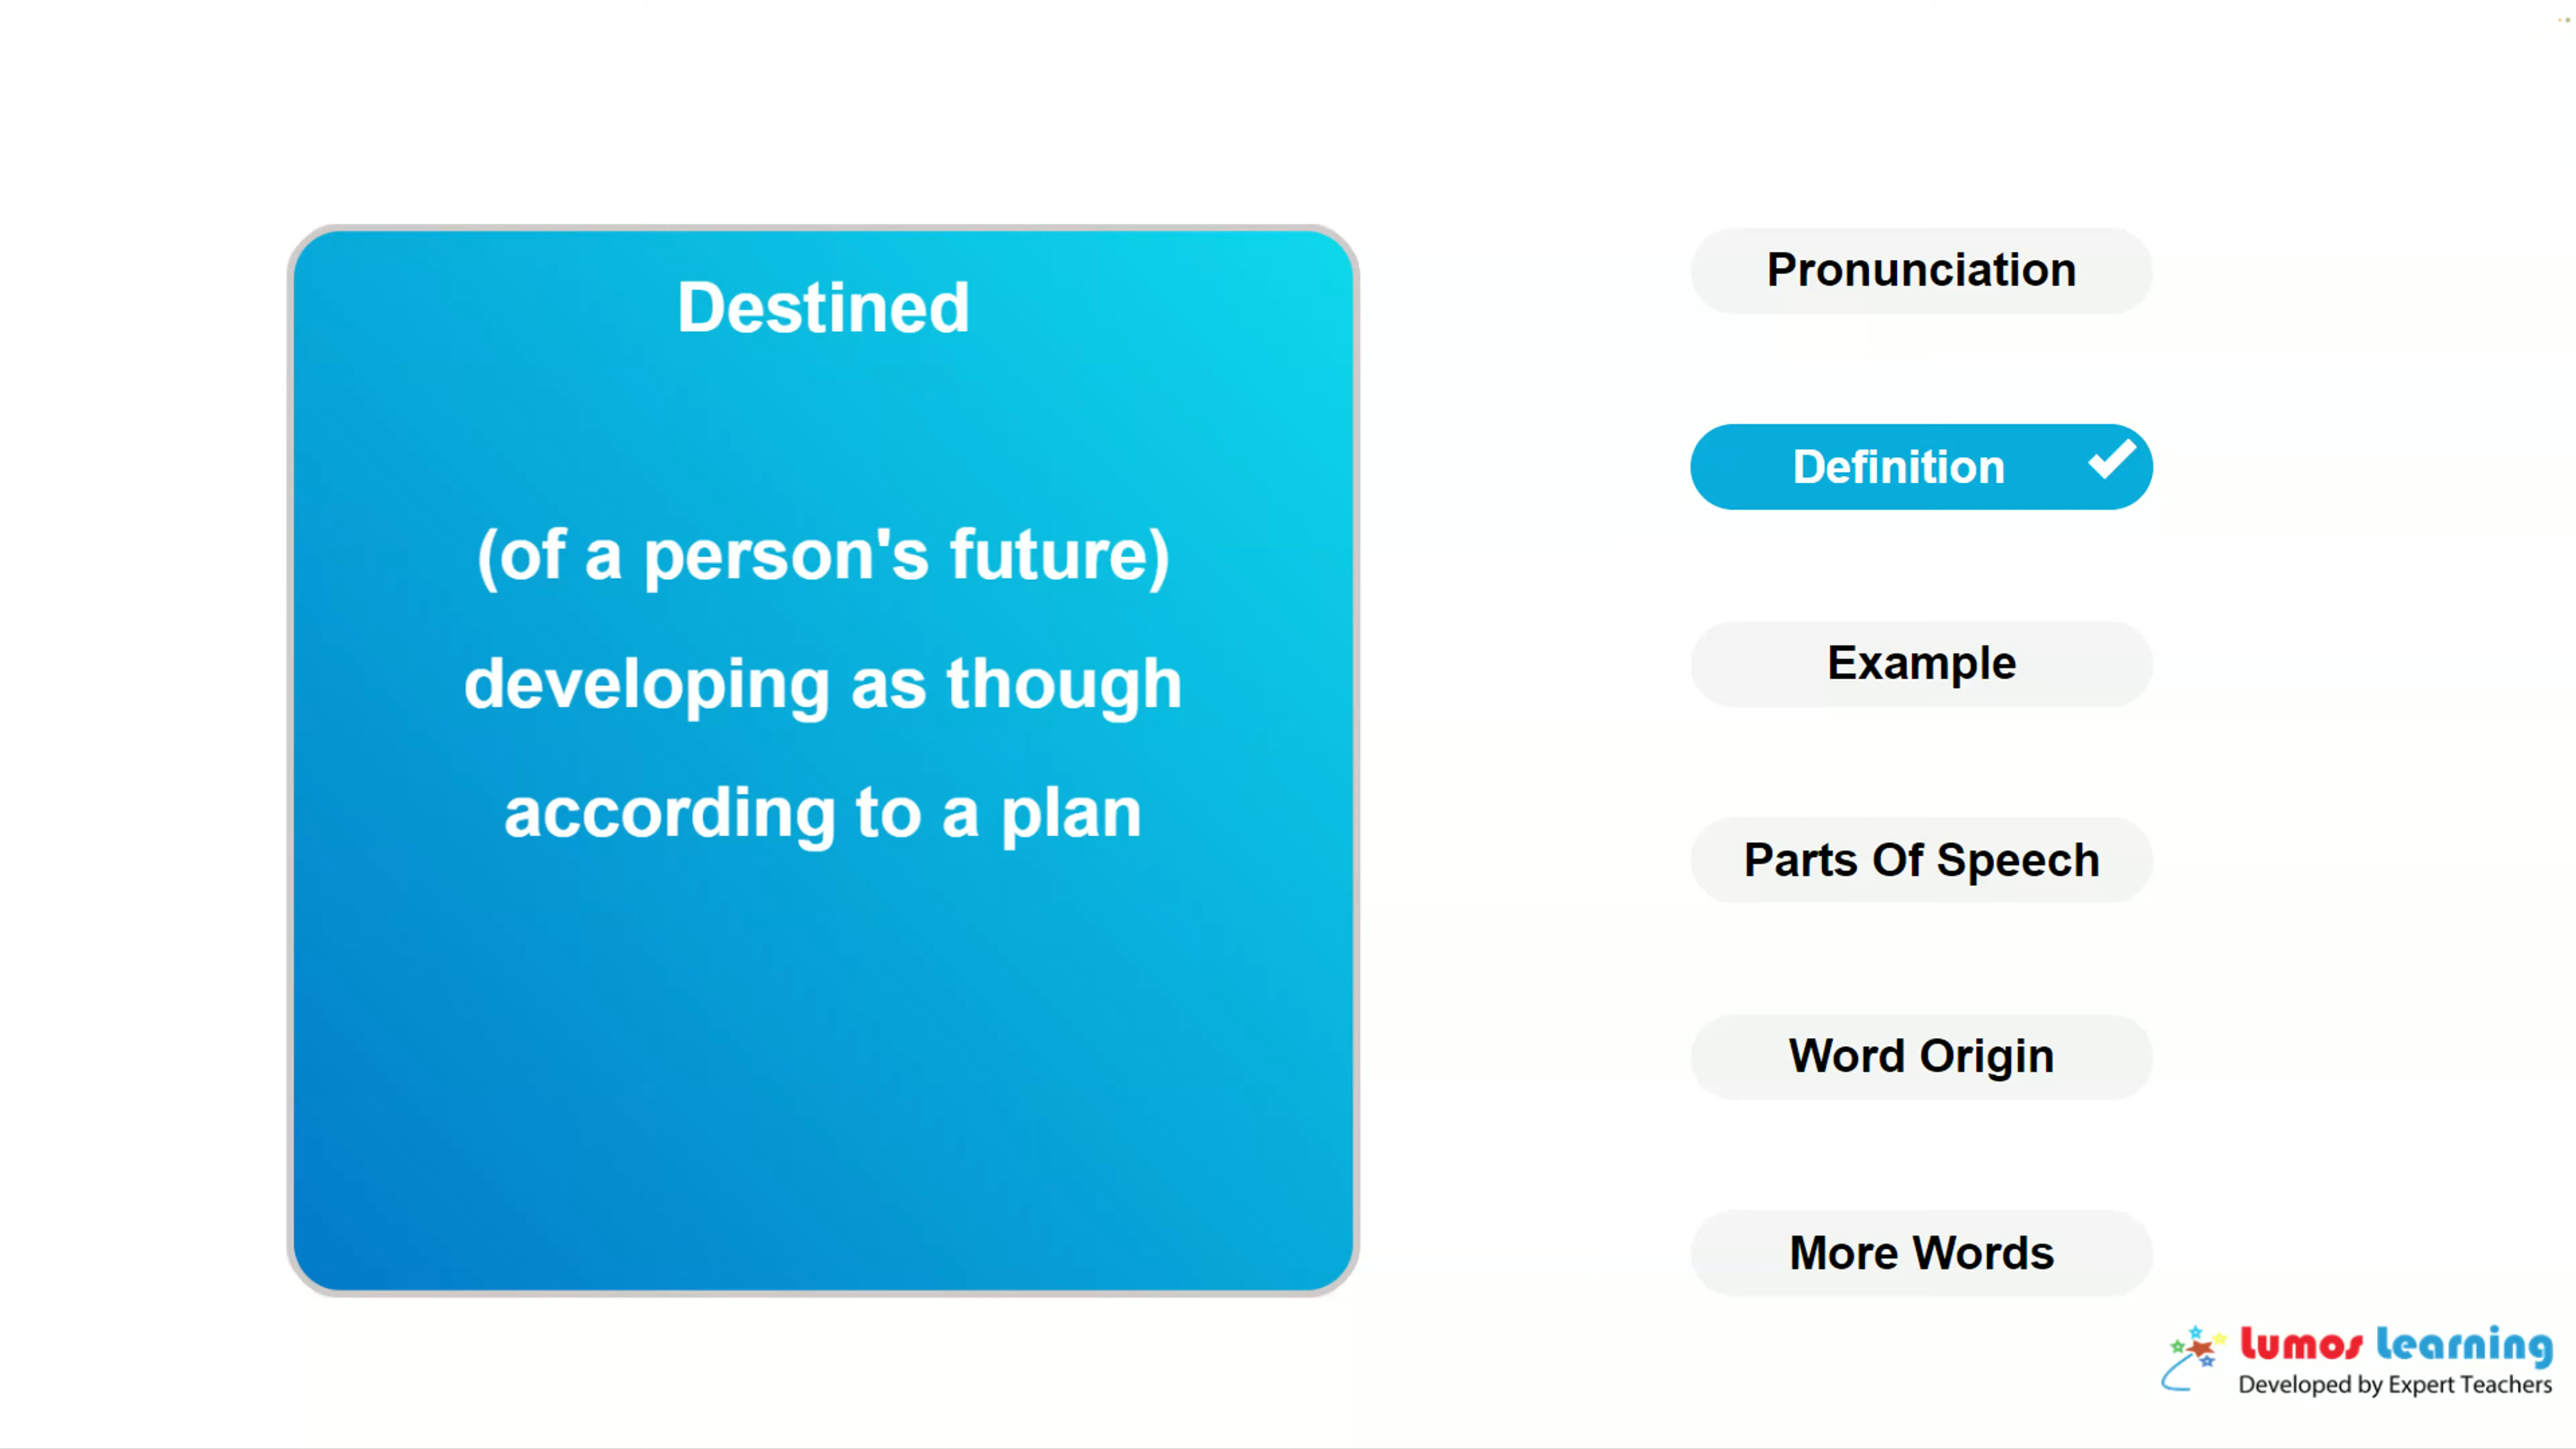 Destined
(of a person's future)
developing as though
according to a plan
Pronunciation
Definition
Example
Parts Of Speech
Word Origin
More Words
Lumos Learning
Developed by Expert Teachers